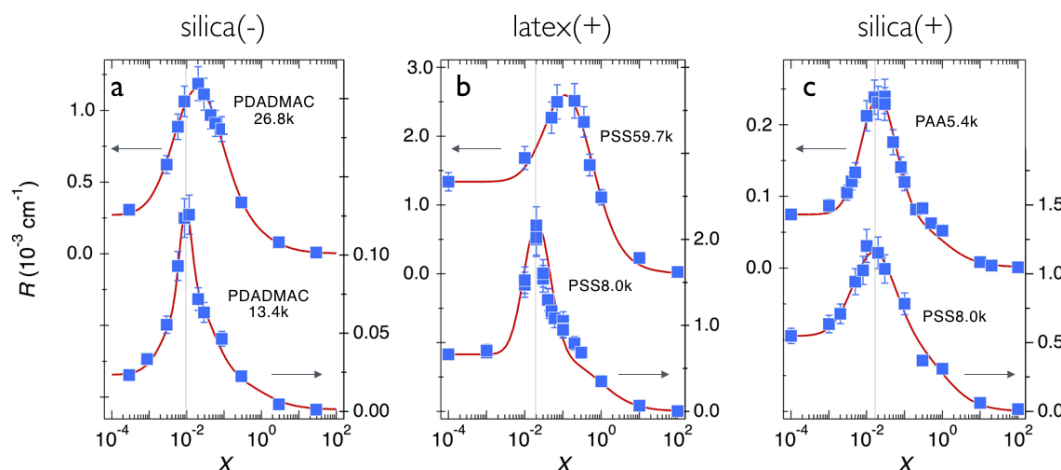 silica(-)
latex(+)
silica(+)
a
PDADMAC
26.8k
PDADMAC
13.4k
1.0
0.5
0.0
0.10
0.05
0.00
R (10⁻³ cm⁻¹)
10⁻⁴ 10⁻² 10⁰ 10²
x
b
PSS59.7k
PSS8.0k
3.0
2.0
1.0
0.0
2.0
1.0
0.0
10⁻⁴ 10⁻² 10⁰ 10²
x
c
PAA5.4k
PSS8.0k
0.2
0.1
0.0
1.5
1.0
0.5
0.0
10⁻⁴ 10⁻² 10⁰ 10²
x